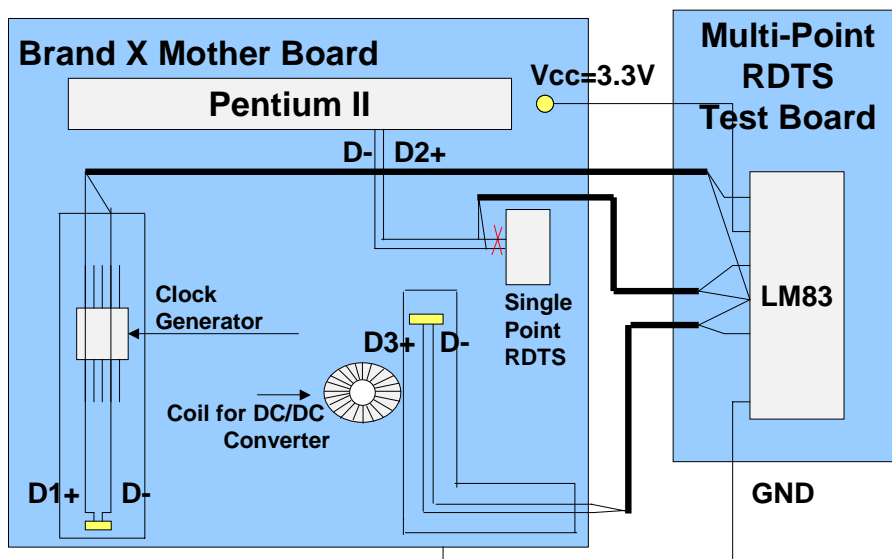 Brand X Mother Board
Pentium II
D- D2+
Vcc=3.3V
Multi-Point
RDTS
Test Board
LM83
Clock
Generator
Single
Point
RDTS
D3+ D-
Coil for DC/DC
Converter
D1+ D-
GND